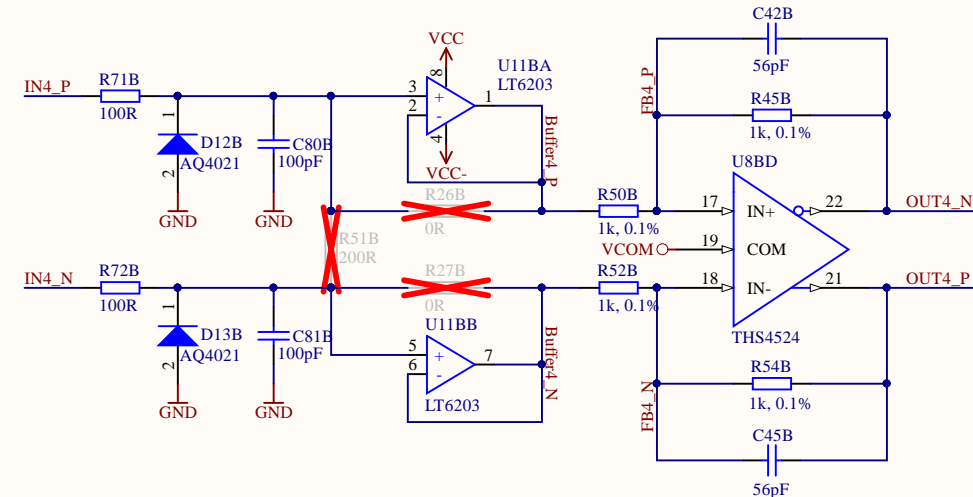 C42B
56pF
FB4_P
R45B
1k, 0.1%
VCC
8
U11BA
LT6203
IN4_P
R71B
100R
3
2
+
-
1
4
VCC-
Buffer4_P
1
2
D12B
AQ4021
GND
C80B
100pF
GND
R26B
0R
R51B
200R
R50B
1k, 0.1%
U8BD
17
IN+
22
OUT4_N
VCOM
19
COM
IN4_N
R72B
100R
R27B
0R
R52B
1k, 0.1%
18
IN-
21
OUT4_P
THS4524
1
2
D13B
AQ4021
GND
C81B
100pF
GND
U11BB
5
6
+
-
7
LT6203
Buffer4_N
FB4_N
R54B
1k, 0.1%
C45B
56pF